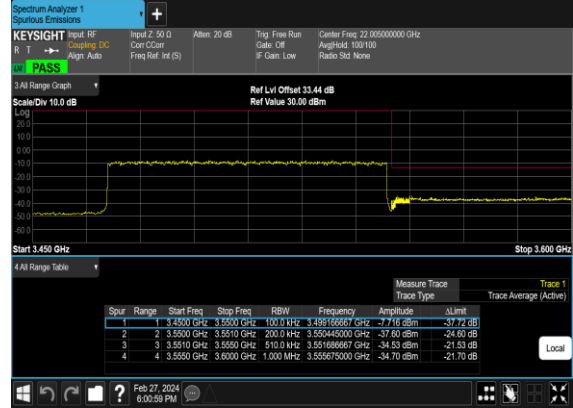 Spectrum Analyzer 1
Spurious Emissions
KEYSIGHT Input: RF Input Z: 50 Ω Atten: 20 dB Trig: Free Run Center Freq: 22.005000000 GHz
R T Coupling: DC Corr CCorr Gate: Off Avg|Hold: 100/100
Align: Auto Freq Ref: Int (S) IF Gain: Low Radio Std: None
PASS
3 All Range Graph
Ref Lvl Offset 33.44 dB
Scale/Div 10.0 dB Ref Value 30.00 dBm
Log
20.0
10.0
0.00
-10.0
-20.0
-30.0
-40.0
-50.0
-60.0
Start 3.450 GHz Stop 3.600 GHz
4 All Range Table
Measure Trace Trace 1
Trace Type Trace Average (Active)
Spur Range Start Freq Stop Freq RBW Frequency Amplitude ΔLimit
1 1 3.4500 GHz 3.5500 GHz 100.0 kHz 3.499166667 GHz -7.716 dBm -37.72 dB
2 2 3.5500 GHz 3.5510 GHz 200.0 kHz 3.550445000 GHz -37.60 dBm -24.60 dB
3 3 3.5510 GHz 3.5550 GHz 510.0 kHz 3.551686667 GHz -34.53 dBm -21.53 dB
4 4 3.5550 GHz 3.6000 GHz 1.000 MHz 3.555675000 GHz -34.70 dBm -21.70 dB
Local
Feb 27, 2024
6:00:59 PM